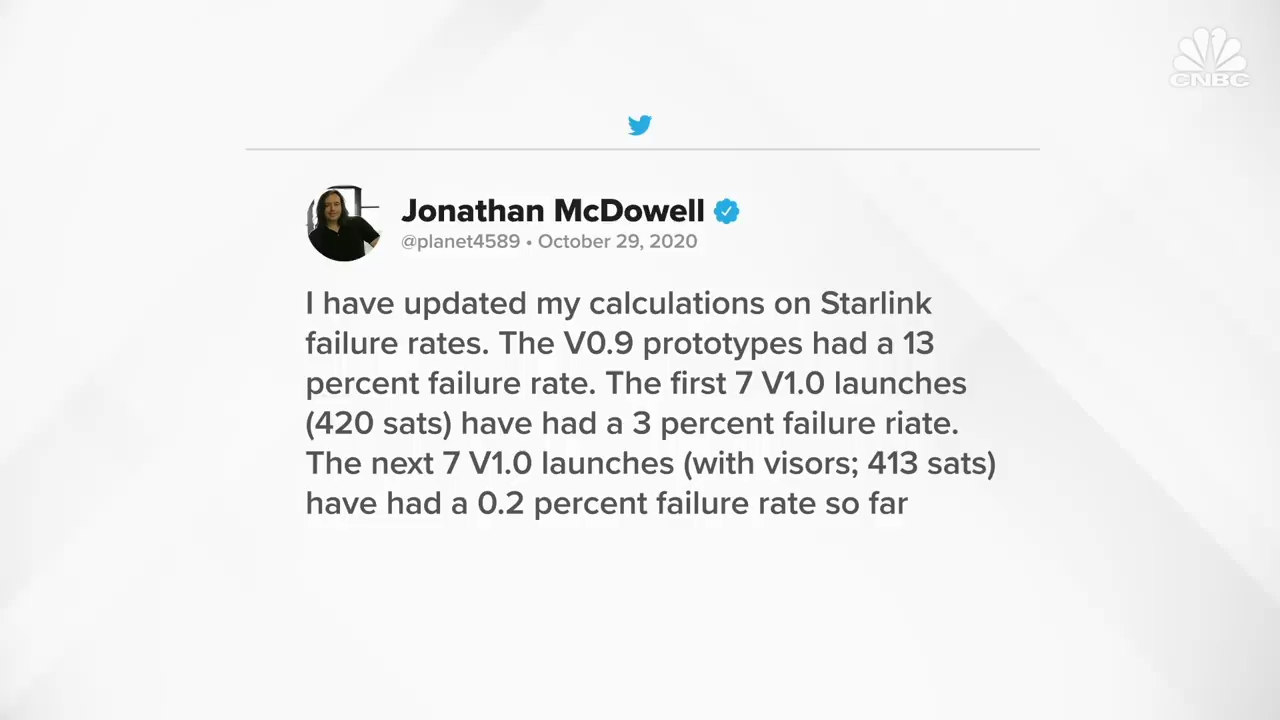 CNBC
Jonathan McDowell
@planet4589 • October 29, 2020
I have updated my calculations on Starlink
failure rates. The V0.9 prototypes had a 13
percent failure rate. The first 7 V1.0 launches
(420 sats) have had a 3 percent failure riate.
The next 7 V1.0 launches (with visors; 413 sats)
have had a 0.2 percent failure rate so far